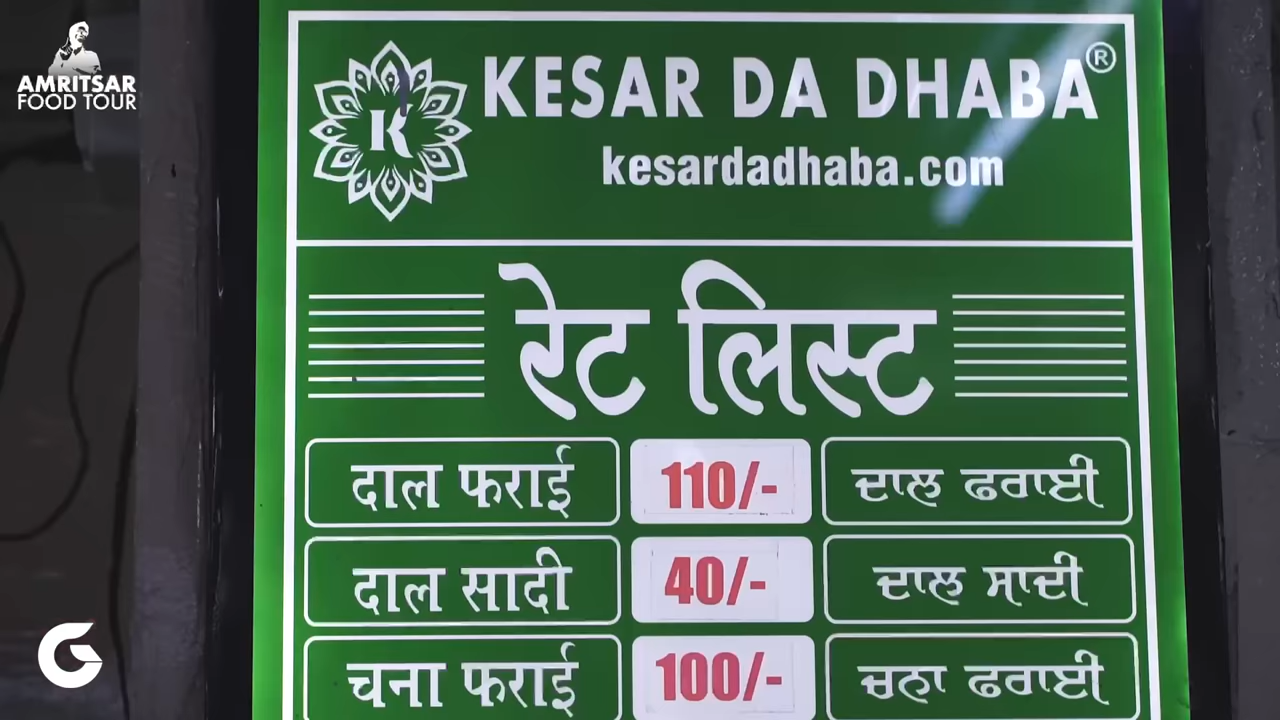 AMRITSAR
FOOD TOUR
K
KESAR DA DHABA®
kesardadhaba.com
रेट लिस्ट
दाल फराई 110/- ਦਾਲ ਫਰਾਈ
दाल सादी 40/- ਦਾਲ ਸਾਦੀ
चना फराई 100/- ਚਨਾ ਫਰਾਈ
G